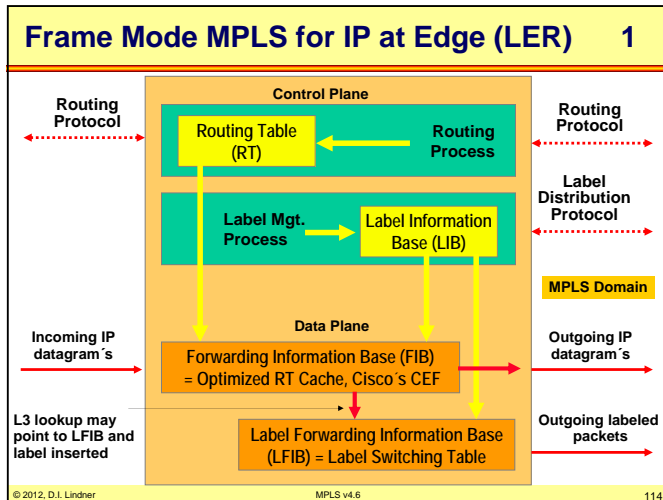 Frame Mode MPLS for IP at Edge (LER) 1
Control Plane
Routing
Protocol
Routing Table
(RT)
Routing
Process
Routing
Protocol
Label Mgt.
Process
Label Information
Base (LIB)
Label
Distribution
Protocol
MPLS Domain
Data Plane
Incoming IP
datagram´s
Forwarding Information Base (FIB)
= Optimized RT Cache, Cisco´s CEF
Outgoing IP
datagram´s
L3 lookup may
point to LFIB and
label inserted
Label Forwarding Information Base
(LFIB) = Label Switching Table
Outgoing labeled
packets
© 2012, D.I. Lindner
MPLS v4.6
114